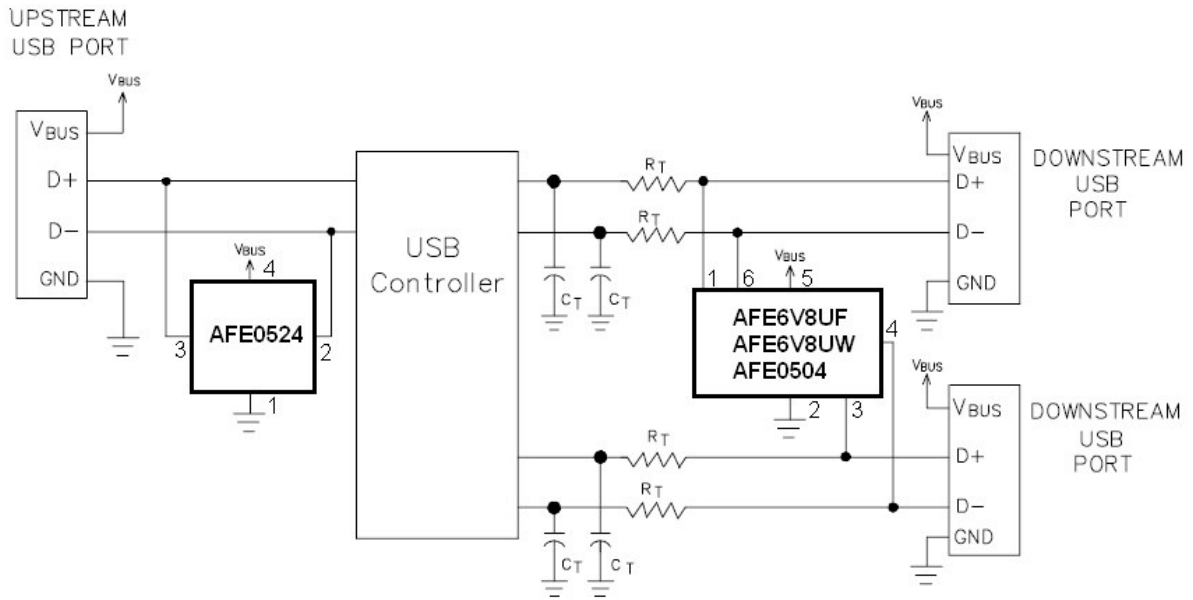 UPSTREAM
USB PORT
VBUS
VBUS
D+
D−
GND
VBUS
4
AFE0524
3
2
1
USB
Controller
RT
RT
CT
CT
VBUS
1
6
5
AFE6V8UF
AFE6V8UW
AFE0504
4
2
3
RT
RT
CT
CT
VBUS
VBUS
D+
D−
GND
DOWNSTREAM
USB
PORT
VBUS
VBUS
D+
D−
GND
DOWNSTREAM
USB
PORT